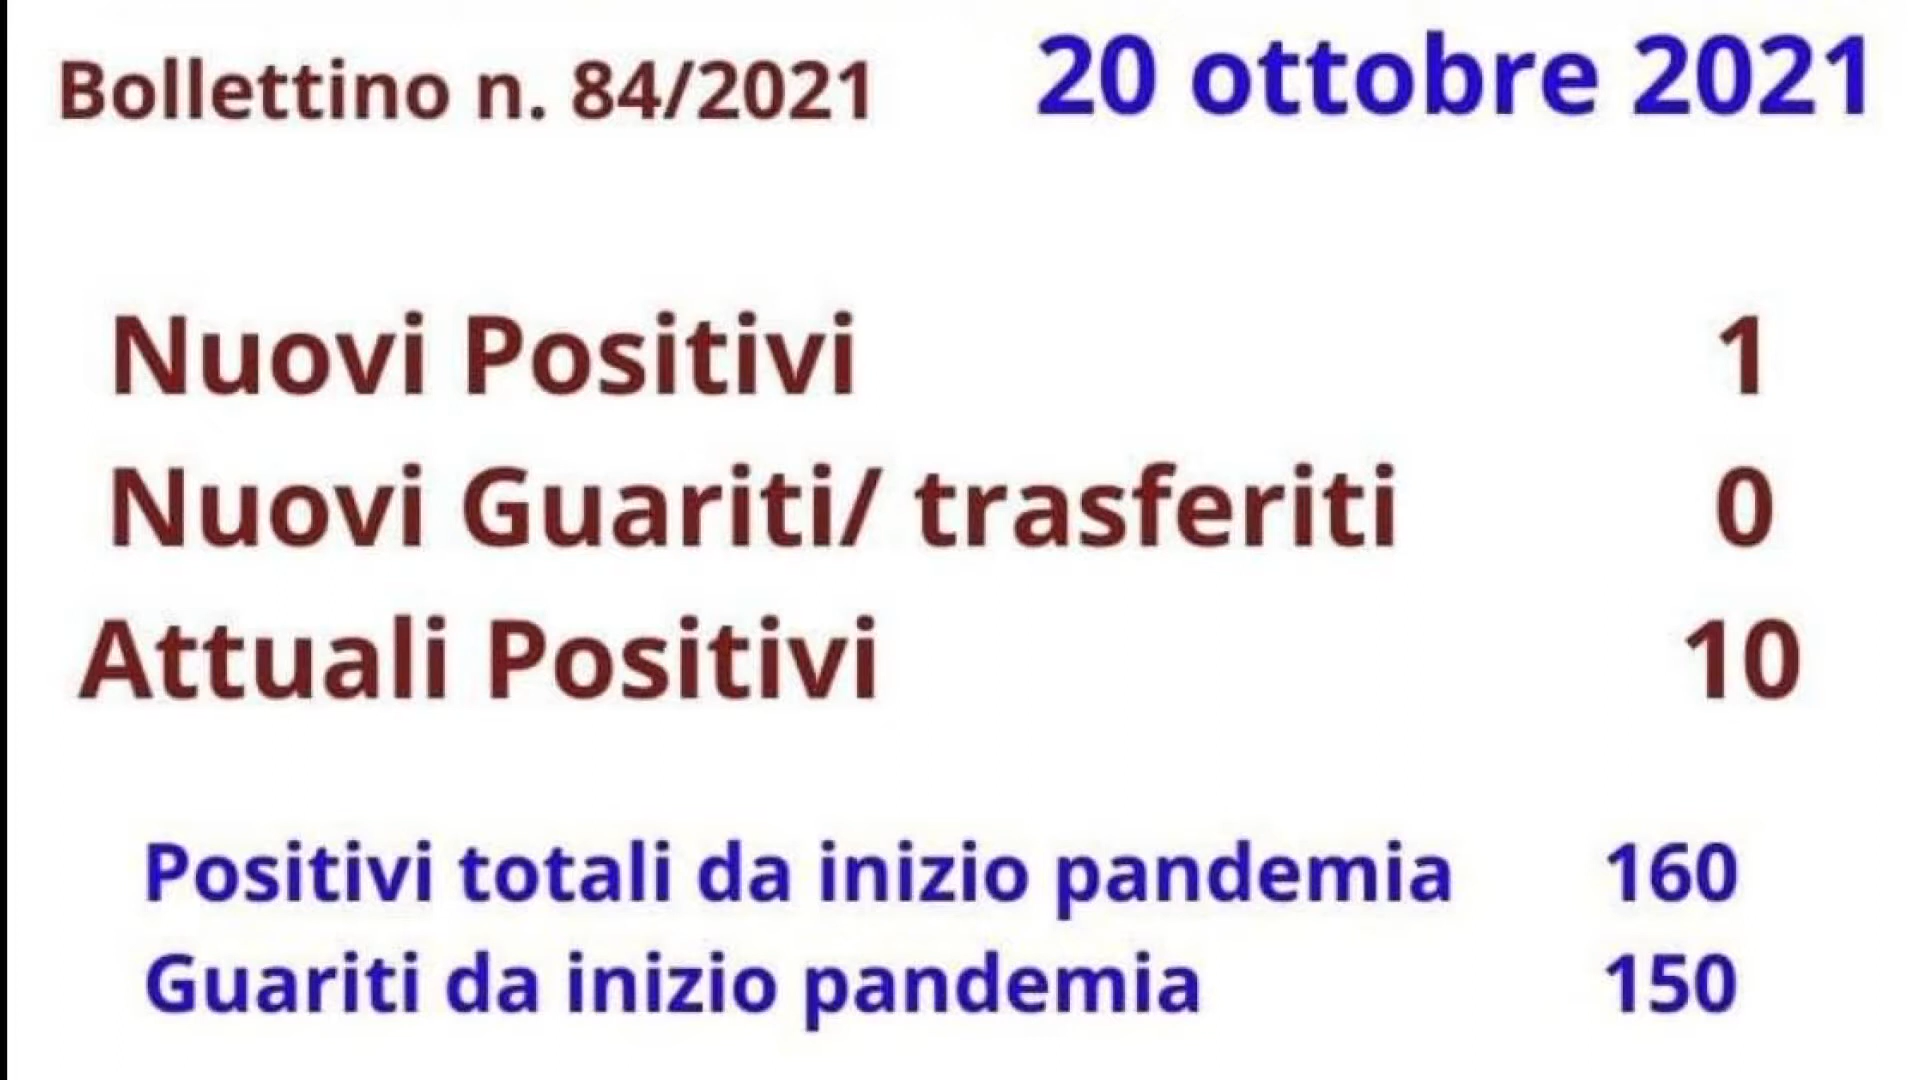 Bollettino n. 84/2021 20 ottobre 2021
Nuovi Positivi 1
Nuovi Guariti/ trasferiti 0
Attuali Positivi 10
Positivi totali da inizio pandemia 160
Guariti da inizio pandemia 150